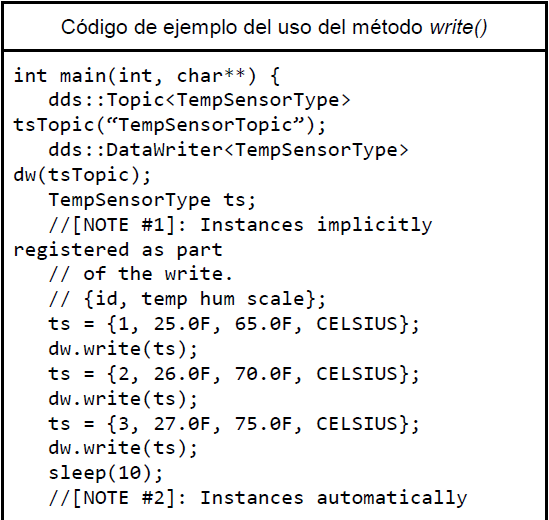 Código de ejemplo del uso del método write()
int main(int, char**) {
dds::Topic<TempSensorType>
tsTopic(“TempSensorTopic”);
dds::DataWriter<TempSensorType>
dw(tsTopic);
TempSensorType ts;
//[NOTE #1]: Instances implicitly
registered as part
// of the write.
// {id, temp hum scale};
ts = {1, 25.0F, 65.0F, CELSIUS};
dw.write(ts);
ts = {2, 26.0F, 70.0F, CELSIUS};
dw.write(ts);
ts = {3, 27.0F, 75.0F, CELSIUS};
dw.write(ts);
sleep(10);
//[NOTE #2]: Instances automatically